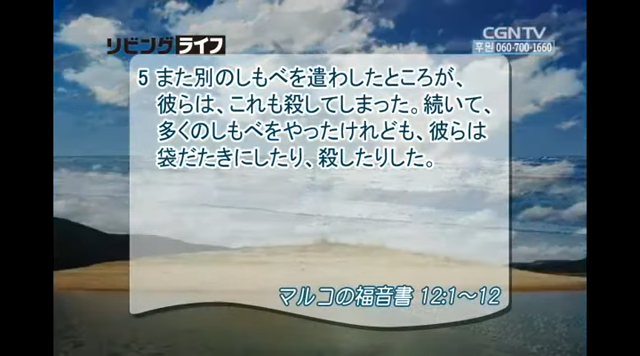 リビングライフ
CGNTV
후원 060-700-1660
5 また別のしもべを遣わしたところが、
彼らは、これも殺してしまった。続いて、
多くのしもべをやったけれども、彼らは
袋だたきにしたり、殺したりした。
マルコの福音書 12:1〜12